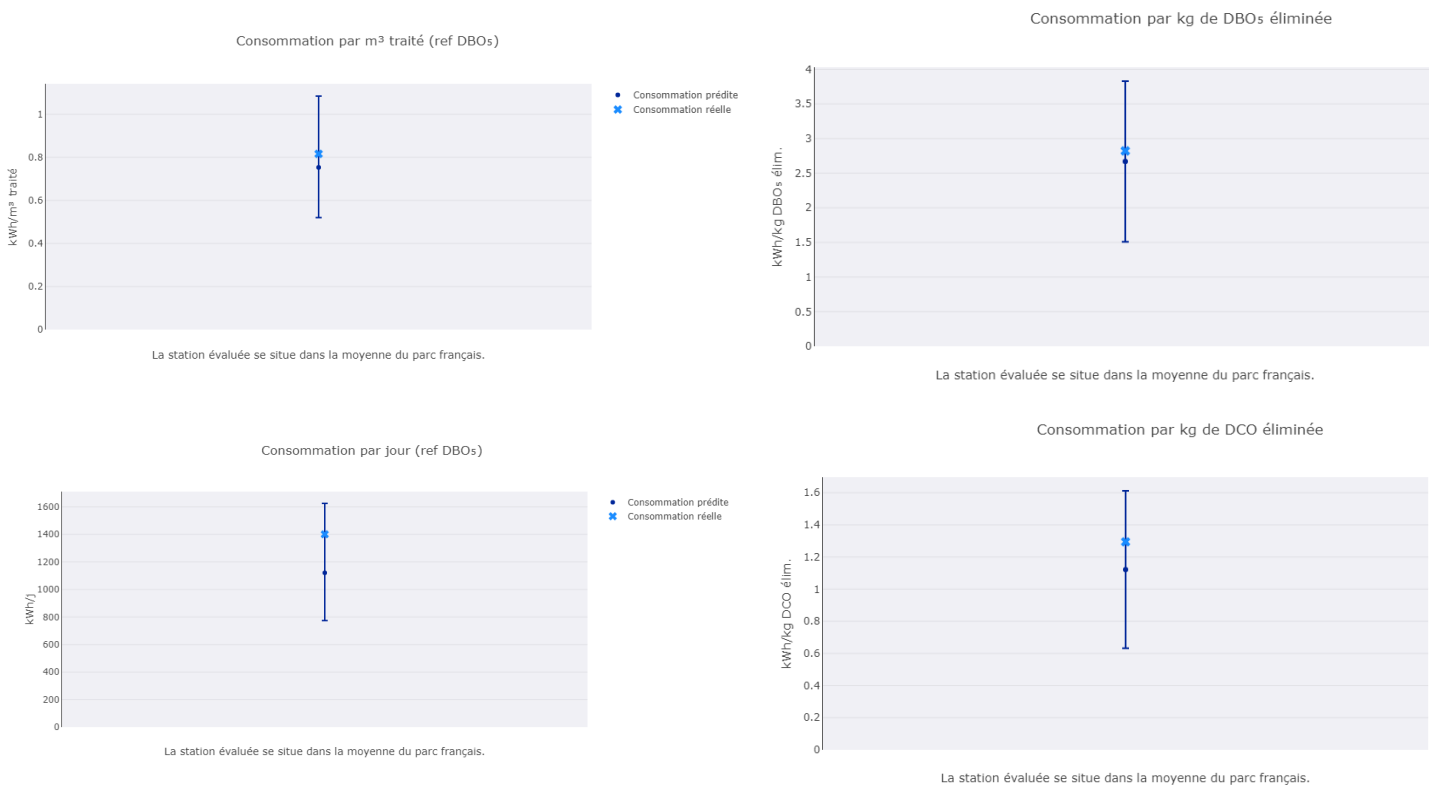 Consommation par m³ traité (ref DBO₅)
Consommation prédite
Consommation réelle
kWh/m³ traité
1
0.8
0.6
0.4
0.2
0
La station évaluée se situe dans la moyenne du parc français.
Consommation par kg de DBO₅ éliminée
kWh/kg DBO₅ élim.
4
3.5
3
2.5
2
1.5
1
0.5
0
La station évaluée se situe dans la moyenne du parc français.
Consommation par jour (ref DBO₅)
Consommation prédite
Consommation réelle
kWh/j
1600
1400
1200
1000
800
600
400
200
0
La station évaluée se situe dans la moyenne du parc français.
Consommation par kg de DCO éliminée
kWh/kg DCO élim.
1.6
1.4
1.2
1
0.8
0.6
0.4
0.2
0
La station évaluée se situe dans la moyenne du parc français.